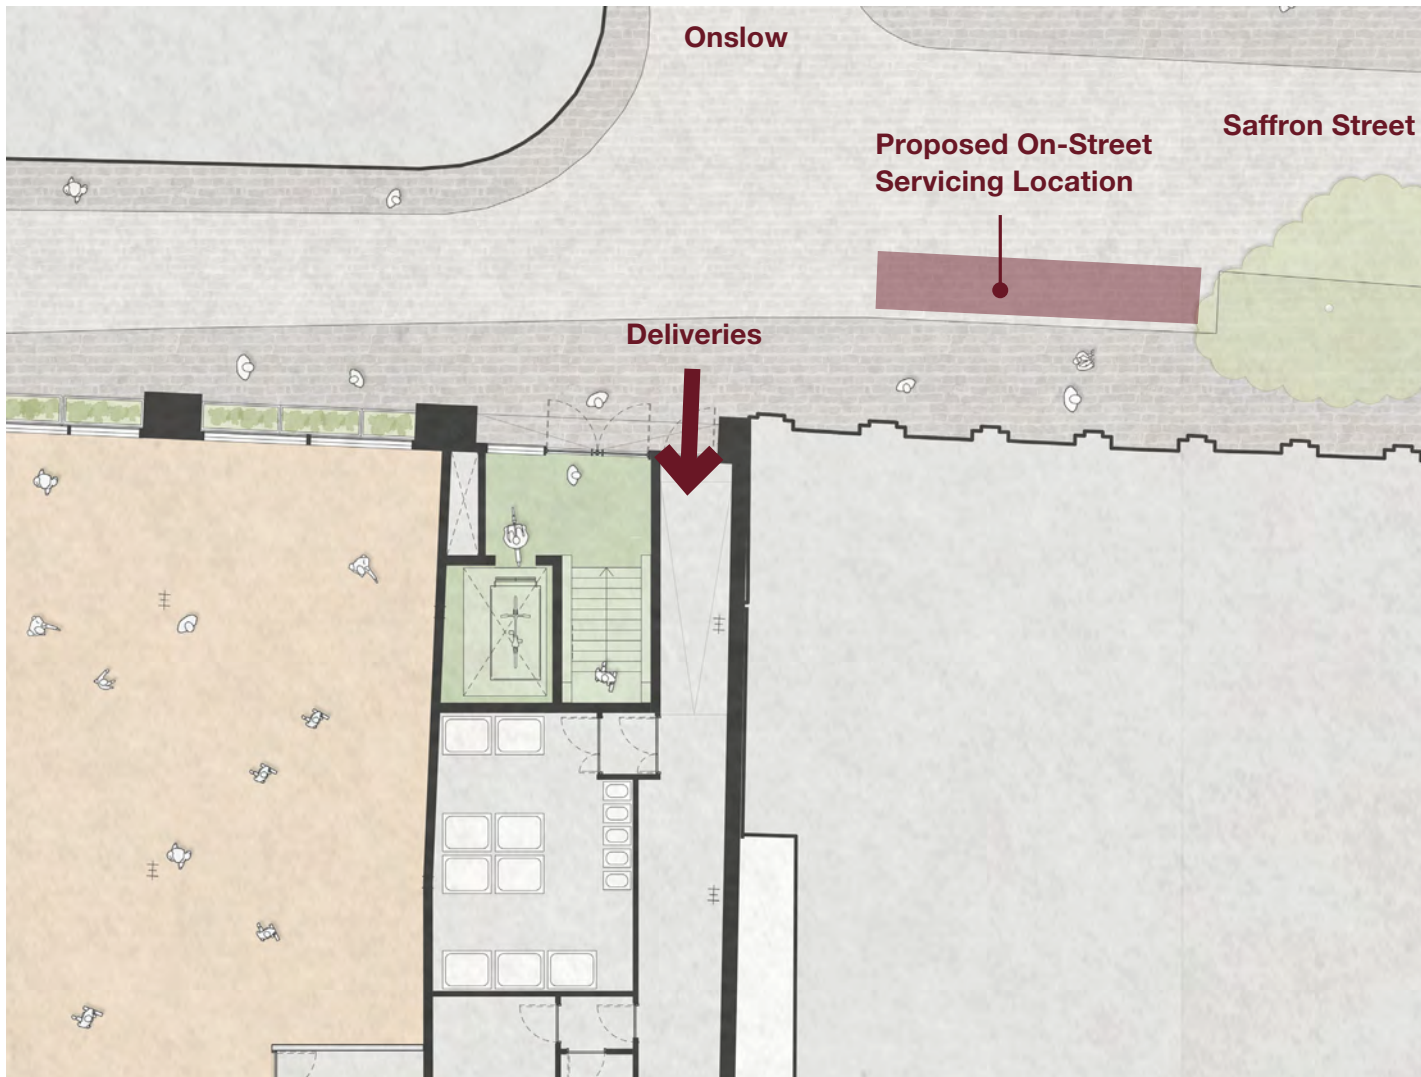 Onslow
Saffron Street
Proposed On-Street
Servicing Location
Deliveries